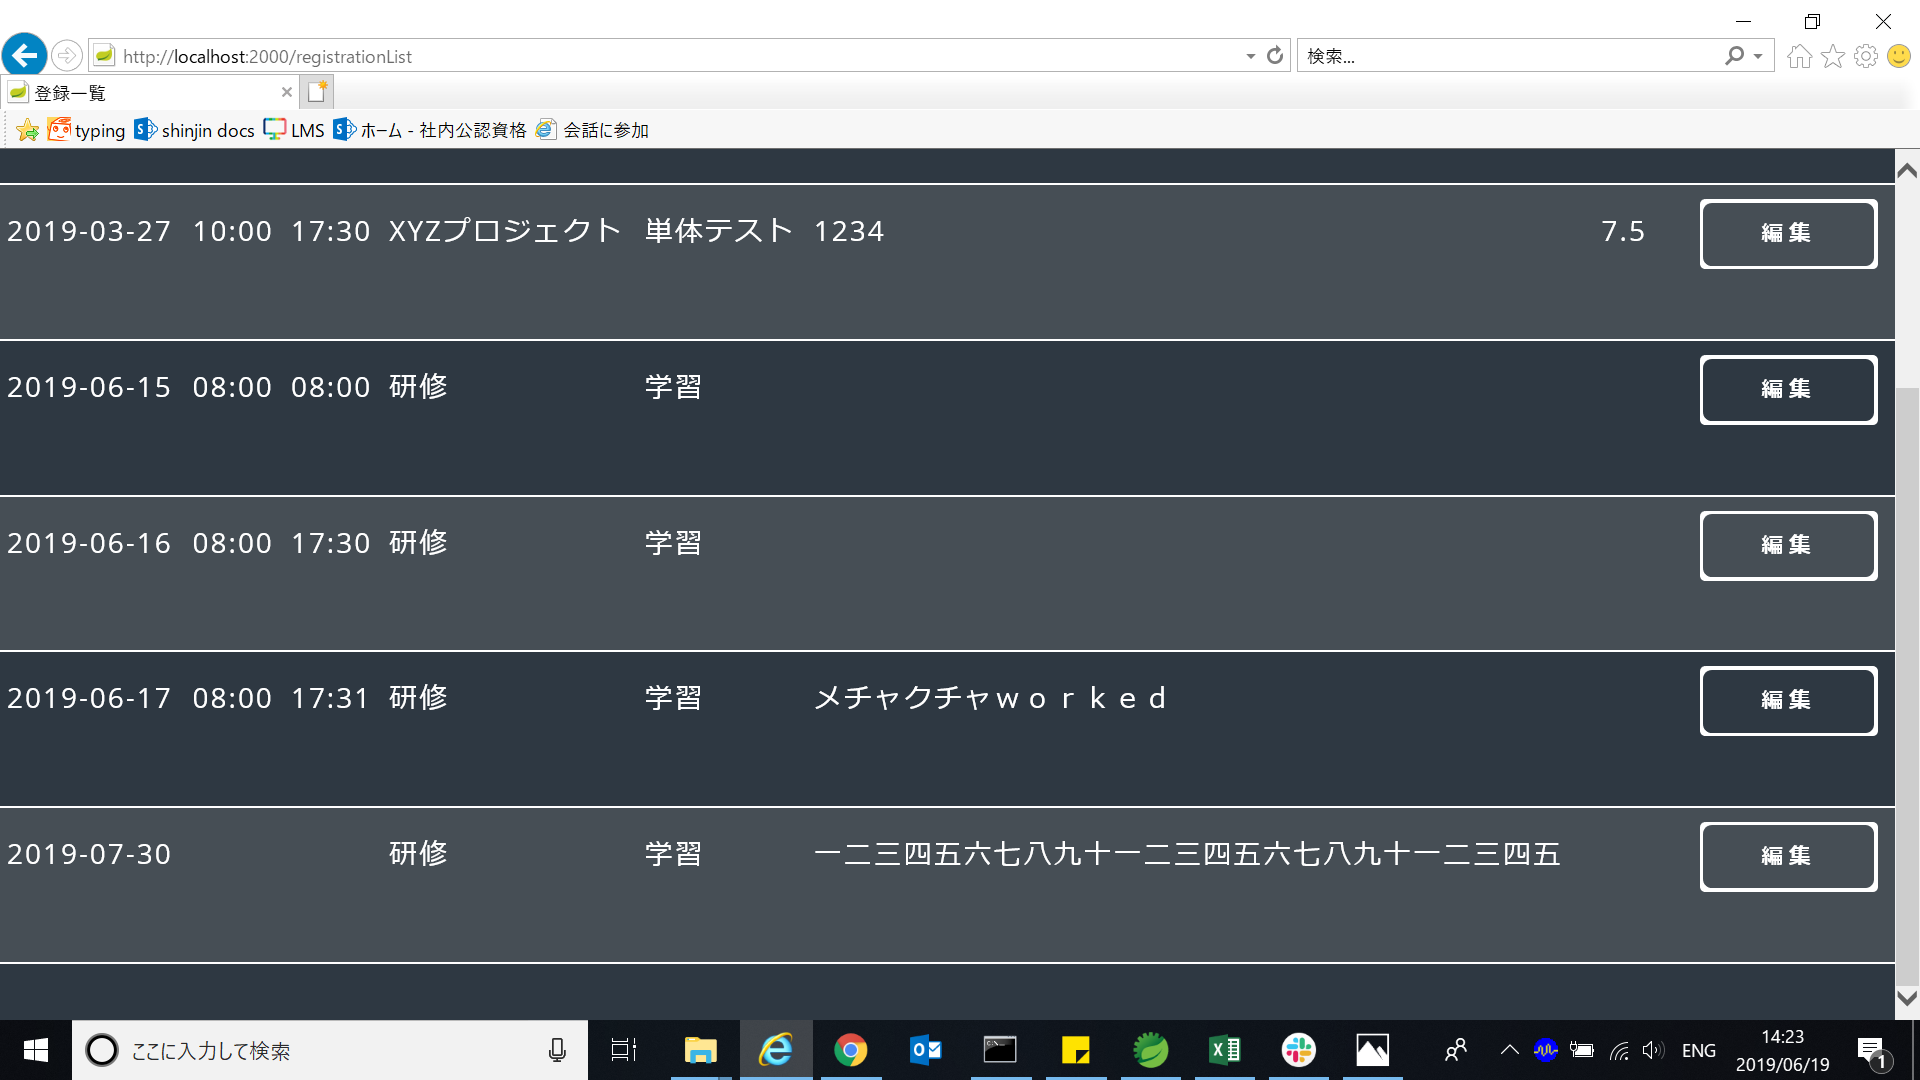 http://localhost:2000/registrationList
検索...
登録一覧
typing shinjin docs LMS ホーム - 社内公認資格 会話に参加
2019-03-27 10:00 17:30 XYZプロジェクト 単体テスト 1234 7.5 編集
2019-06-15 08:00 08:00 研修 学習 編集
2019-06-16 08:00 17:30 研修 学習 編集
2019-06-17 08:00 17:31 研修 学習 メチャクチャｗｏｒｋｅｄ 編集
2019-07-30 研修 学習 一二三四五六七八九十一二三四五六七八九十一二三四五 編集
ここに入力して検索
ENG
14:23
2019/06/19
1